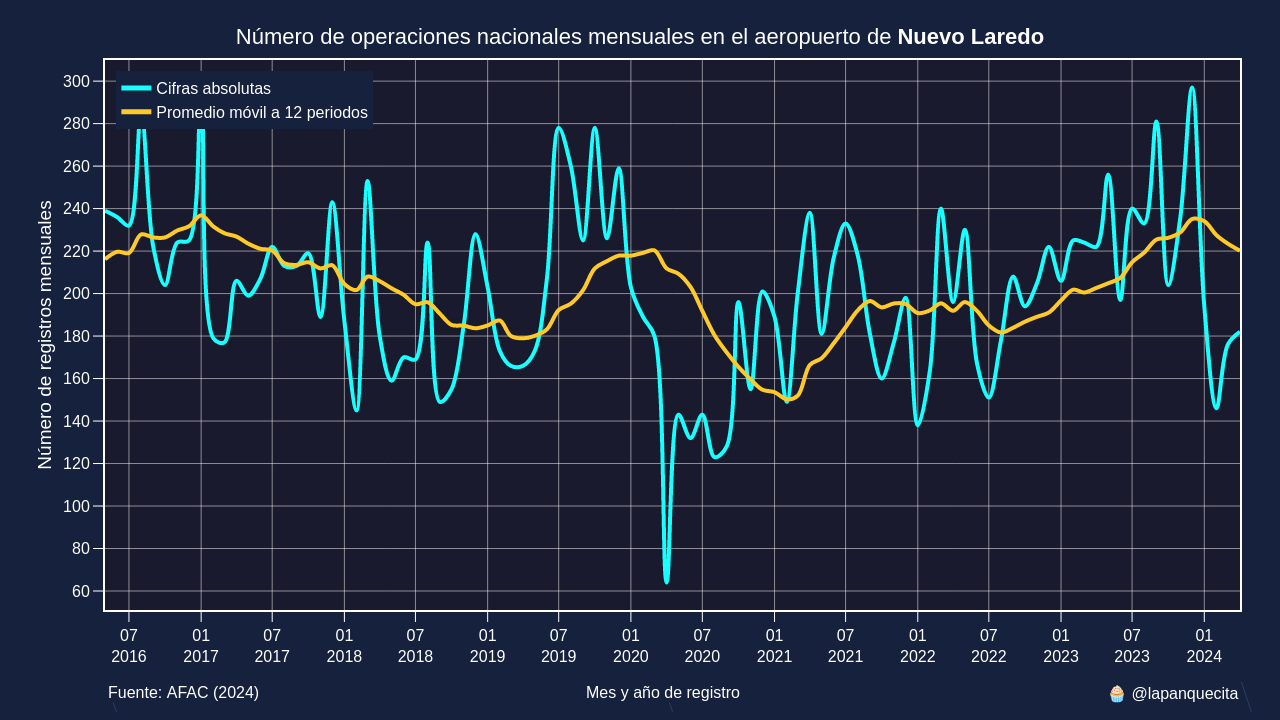 Número de operaciones nacionales mensuales en el aeropuerto de Nuevo Laredo
Cifras absolutas
Promedio móvil a 12 periodos
Número de registros mensuales
300
280
260
240
220
200
180
160
140
120
100
80
60
07 01 07 01 07 01 07 01 07 01 07 01 07 01 07 01
2016 2017 2017 2018 2018 2019 2019 2020 2020 2021 2021 2022 2022 2023 2023 2024
Fuente: AFAC (2024) Mes y año de registro 🧁 @lapanquecita